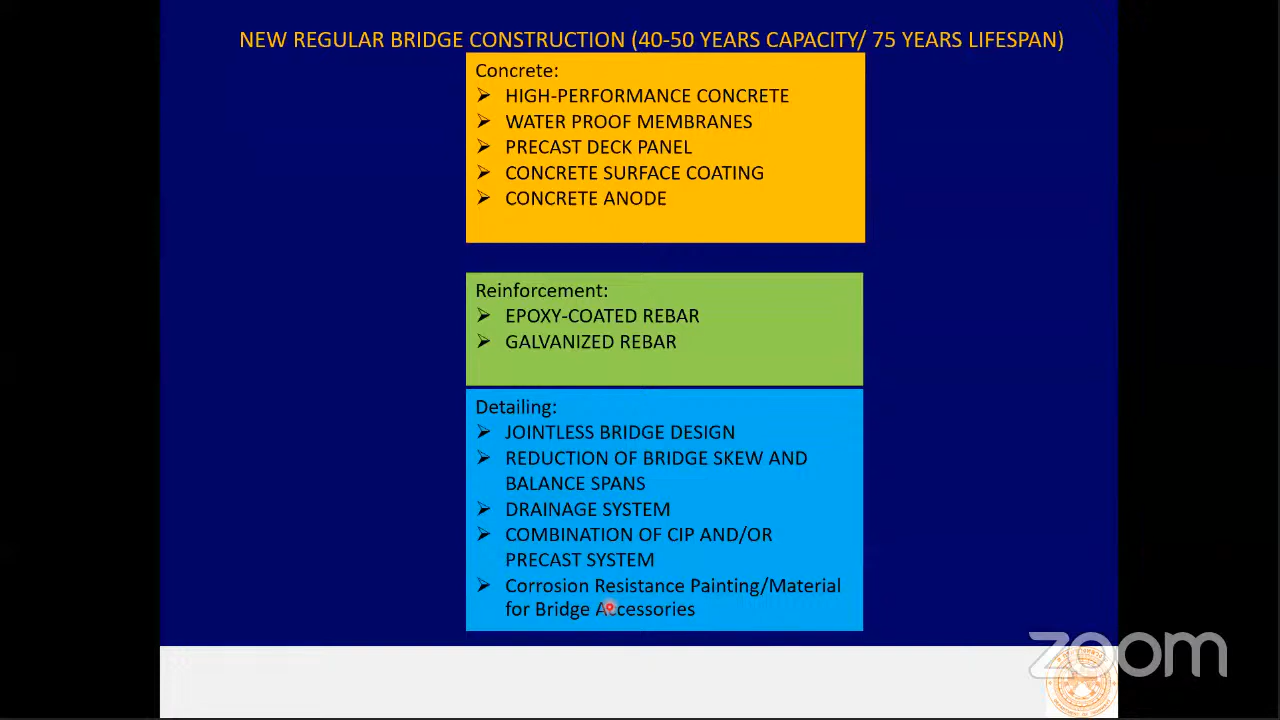 NEW REGULAR BRIDGE CONSTRUCTION (40-50 YEARS CAPACITY/ 75 YEARS LIFESPAN)
Concrete:
➢ HIGH-PERFORMANCE CONCRETE
➢ WATER PROOF MEMBRANES
➢ PRECAST DECK PANEL
➢ CONCRETE SURFACE COATING
➢ CONCRETE ANODE
Reinforcement:
➢ EPOXY-COATED REBAR
➢ GALVANIZED REBAR
Detailing:
➢ JOINTLESS BRIDGE DESIGN
➢ REDUCTION OF BRIDGE SKEW AND
BALANCE SPANS
➢ DRAINAGE SYSTEM
➢ COMBINATION OF CIP AND/OR
PRECAST SYSTEM
➢ Corrosion Resistance Painting/Material
for Bridge Accessories
zoom